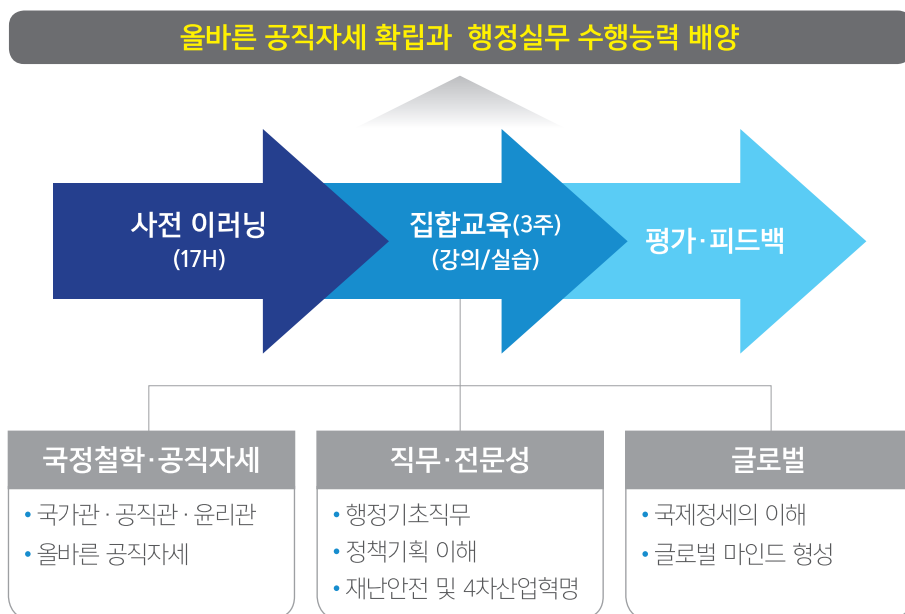 올바른 공직자세 확립과 행정실무 수행능력 배양
사전 이러닝
(17H)
집합교육(3주)
(강의/실습)
평가·피드백
국정철학·공직자세
• 국가관 · 공직관 · 윤리관
• 올바른 공직자세
직무·전문성
• 행정기초직무
• 정책기획 이해
• 재난안전 및 4차산업혁명
글로벌
• 국제정세의 이해
• 글로벌 마인드 형성